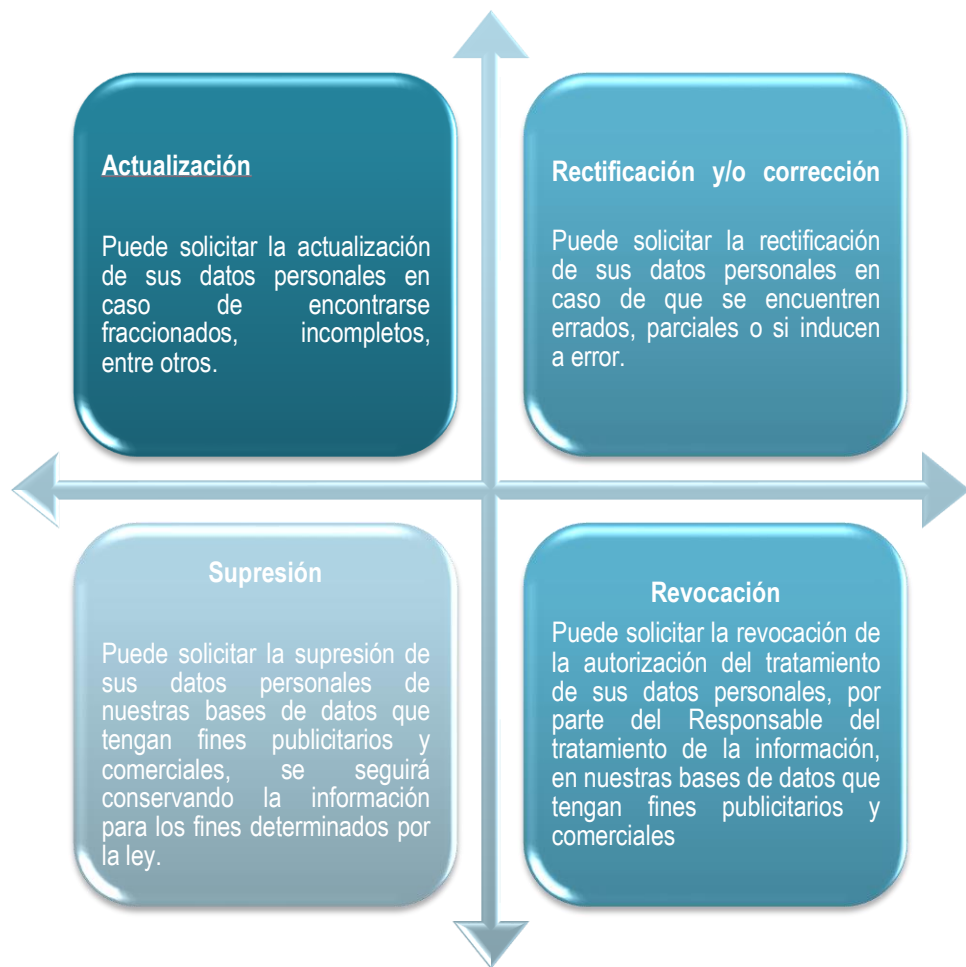 Actualización
Puede solicitar la actualización
de sus datos personales en
caso de encontrarse
fraccionados, incompletos,
entre otros.
Rectificación y/o corrección
Puede solicitar la rectificación
de sus datos personales en
caso de que se encuentren
errados, parciales o si inducen
a error.
Supresión
Puede solicitar la supresión de
sus datos personales de
nuestras bases de datos que
tengan fines publicitarios y
comerciales, se seguirá
conservando la información
para los fines determinados por
la ley.
Revocación
Puede solicitar la revocación de
la autorización del tratamiento
de sus datos personales, por
parte del Responsable del
tratamiento de la información,
en nuestras bases de datos que
tengan fines publicitarios y
comerciales